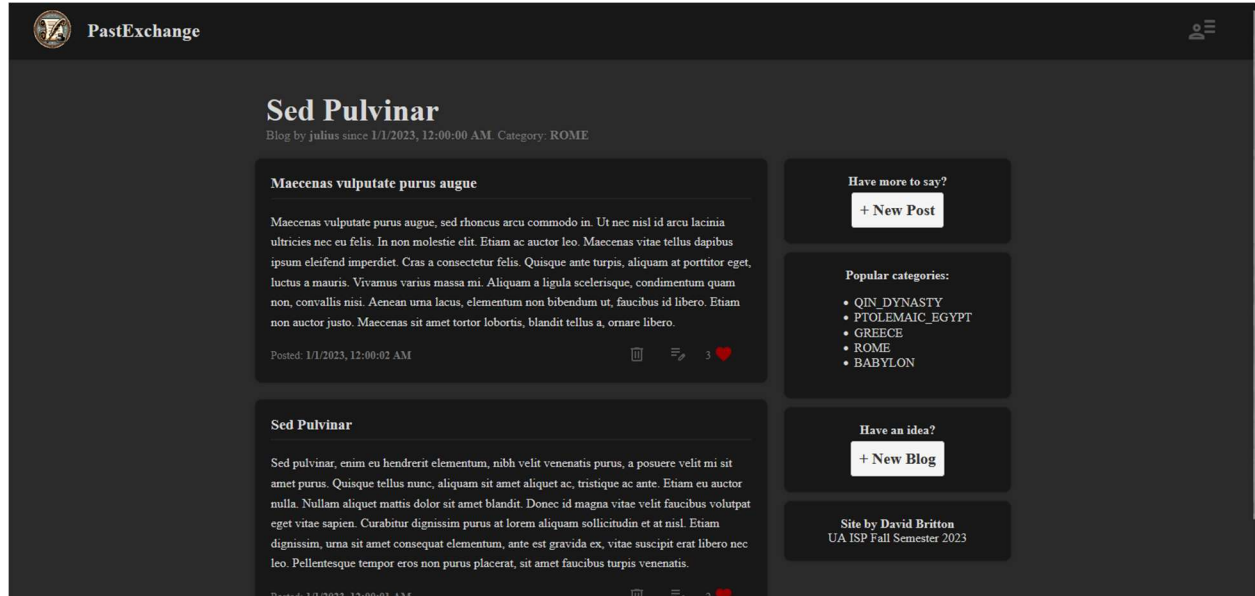 PastExchange
Sed Pulvinar
Blog by julius since 1/1/2023, 12:00:00 AM. Category: ROME
Maecenas vulputate purus augue
Maecenas vulputate purus augue, sed rhoncus arcu commodo in. Ut nec nisl id arcu lacinia
ultricies nec eu felis. In non molestie elit. Etiam ac auctor leo. Maecenas vitae tellus dapibus
ipsum eleifend imperdiet. Cras a consectetur felis. Quisque ante turpis, aliquam at porttitor eget,
luctus a mauris. Vivamus varius massa mi. Aliquam a ligula scelerisque, condimentum quam
non, convallis nisi. Aenean urna lacus, elementum non bibendum ut, faucibus id libero. Etiam
non auctor justo. Maecenas sit amet tortor lobortis, blandit tellus a, ornare libero.
Posted: 1/1/2023, 12:00:02 AM
3
Sed Pulvinar
Sed pulvinar, enim eu hendrerit elementum, nibh velit venenatis purus, a posuere velit mi sit
amet purus. Quisque tellus nunc, aliquam sit amet aliquet ac, tristique ac ante. Etiam eu auctor
nulla. Nullam aliquet mattis dolor sit amet blandit. Donec id magna vitae velit faucibus volutpat
eget vitae sapien. Curabitur dignissim purus at lorem aliquam sollicitudin et at nisl. Etiam
dignissim, urna sit amet consequat elementum, ante est gravida ex, vitae suscipit erat libero nec
leo. Pellentesque tempor eros non purus placerat, sit amet faucibus turpis venenatis.
Posted: 1/1/2023, 12:00:01 AM
Have more to say?
+ New Post
Popular categories:
• QIN_DYNASTY
• PTOLEMAIC_EGYPT
• GREECE
• ROME
• BABYLON
Have an idea?
+ New Blog
Site by David Britton
UA ISP Fall Semester 2023